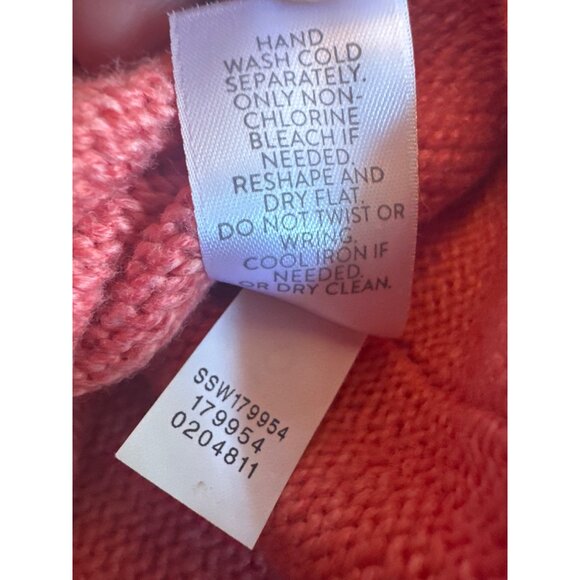 HAND
WASH COLD
SEPARATELY.
ONLY NON-
CHLORINE
BLEACH IF
NEEDED.
RESHAPE AND
DRY FLAT.
DO NOT TWIST OR
WRING.
COOL IRON IF
NEEDED.
OR DRY CLEAN.
SSW179954
179954
0204811